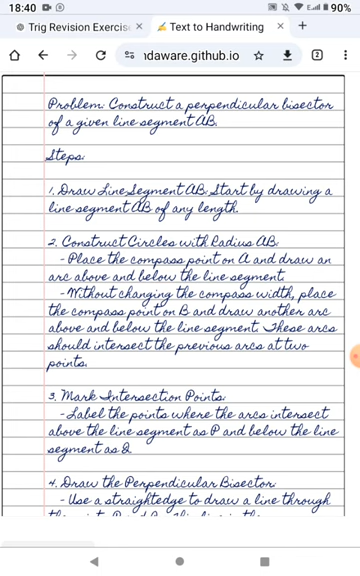 18:40
90%
Trig Revision Exercise
Text to Handwriting
ndaware.github.io
2
Problem: Construct a perpendicular bisector
of a given line segment AB.
Steps:
1. Draw Line Segment AB: Start by drawing a
line segment AB of any length.
2. Construct Circles with Radius AB:
- Place the compass point on A and draw an
arc above and below the line segment.
- Without changing the compass width, place
the compass point on B and draw another arc
above and below the line segment. These arcs
should intersect the previous arcs at two
points.
3. Mark Intersection Points:
- Label the points where the arcs intersect
above the line segment as P and below the line
segment as Q.
4. Draw the Perpendicular Bisector:
- Use a straightedge to draw a line through